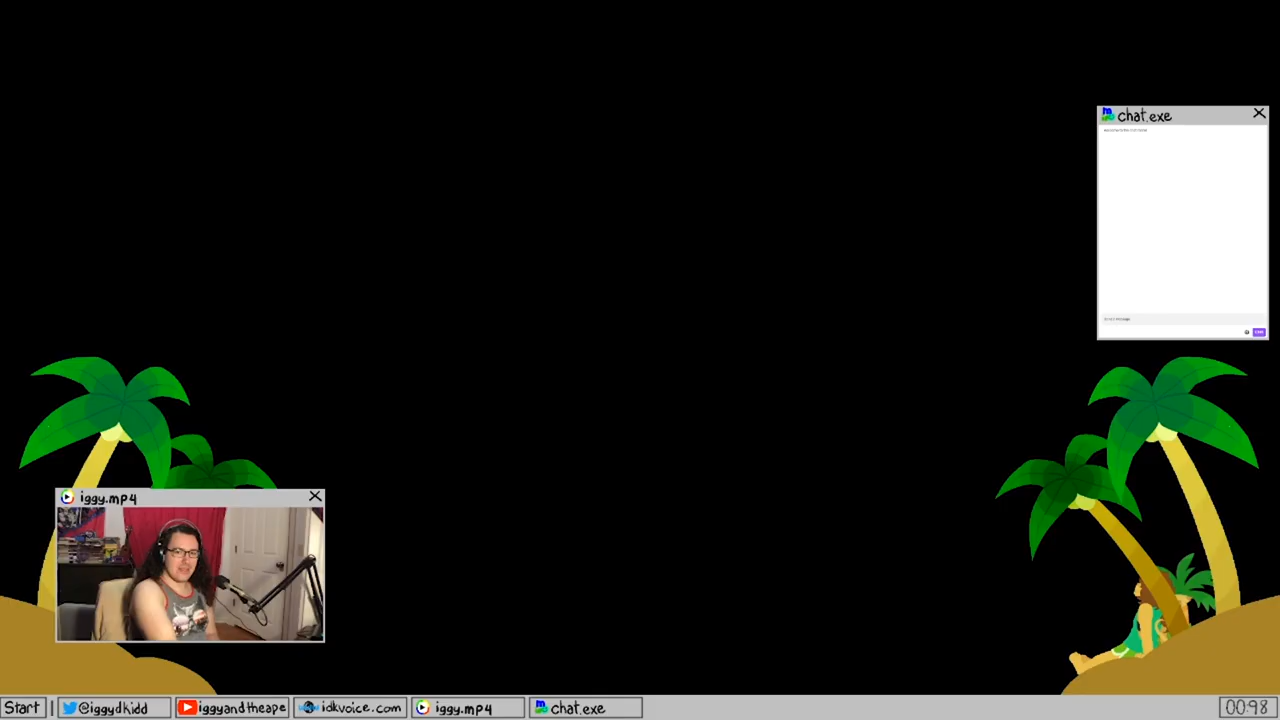 chat.exe
iggy.mp4
Start | @iggydkidd iggyandtheape idkvoice.com iggy.mp4 chat.exe 00:98